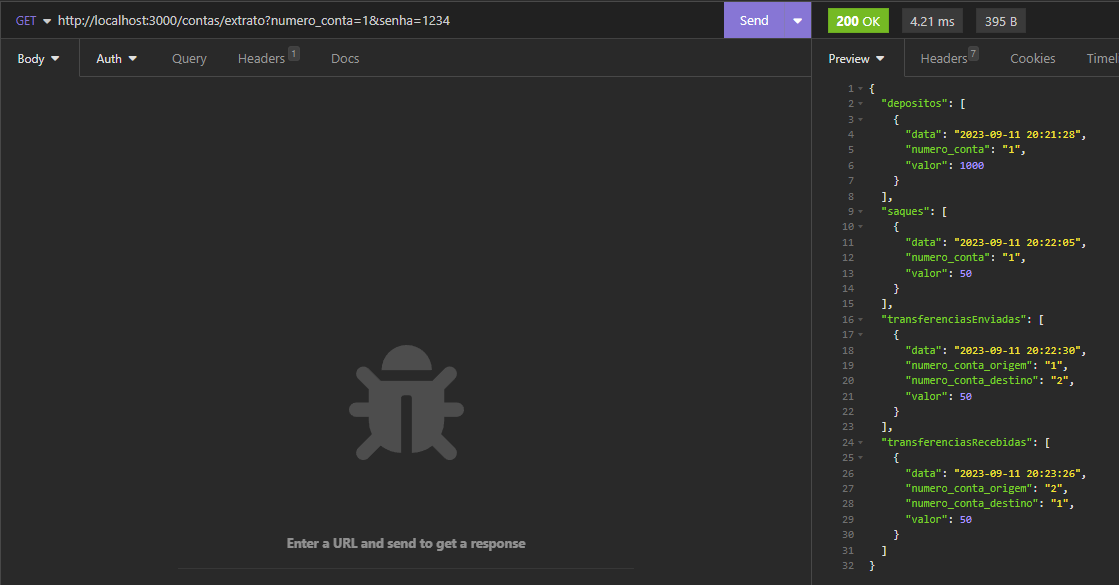 GET http://localhost:3000/contas/extrato?numero_conta=1&senha=1234 Send 200 OK 4.21 ms 395 B
Body Auth Query Headers 1 Docs Preview Headers 7 Cookies Timel
1 {
2 "depositos": [
3 {
4 "data": "2023-09-11 20:21:28",
5 "numero_conta": "1",
6 "valor": 1000
7 }
8 ],
9 "saques": [
10 {
11 "data": "2023-09-11 20:22:05",
12 "numero_conta": "1",
13 "valor": 50
14 }
15 ],
16 "transferenciasEnviadas": [
17 {
18 "data": "2023-09-11 20:22:30",
19 "numero_conta_origem": "1",
20 "numero_conta_destino": "2",
21 "valor": 50
22 }
23 ],
24 "transferenciasRecebidas": [
25 {
26 "data": "2023-09-11 20:23:26",
27 "numero_conta_origem": "2",
28 "numero_conta_destino": "1",
29 "valor": 50
30 }
31 ]
32 }
Enter a URL and send to get a response